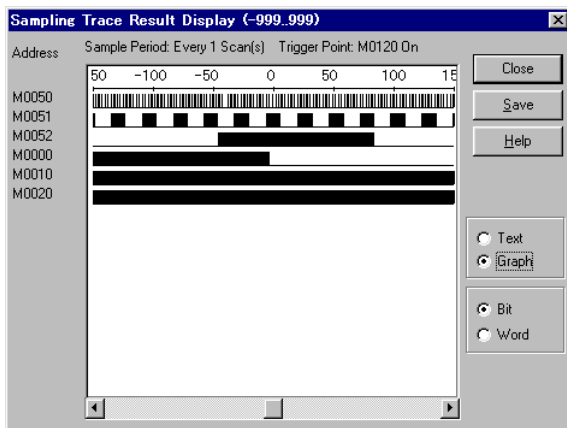 Sampling Trace Result Display (-999..999)
Address Sample Period: Every 1 Scan(s) Trigger Point: M0120 On
50 -100 -50 0 50 100 15
M0050
M0051
M0052
M0000
M0010
M0020
Close
Save
Help
Text
Graph
Bit
Word